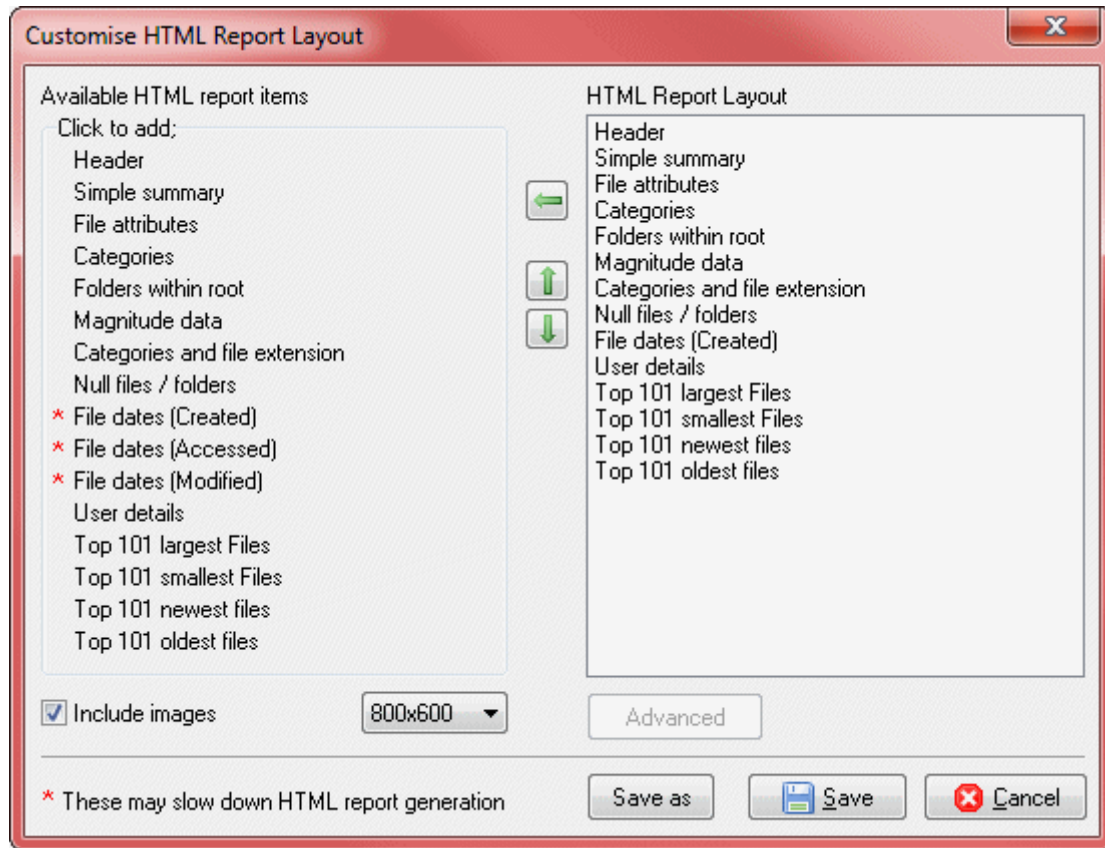 Customise HTML Report Layout
Available HTML report items
Click to add;
Header
Simple summary
File attributes
Categories
Folders within root
Magnitude data
Categories and file extension
Null files / folders
* File dates (Created)
* File dates (Accessed)
* File dates (Modified)
User details
Top 101 largest Files
Top 101 smallest Files
Top 101 newest files
Top 101 oldest files
HTML Report Layout
Header
Simple summary
File attributes
Categories
Folders within root
Magnitude data
Categories and file extension
Null files / folders
File dates (Created)
User details
Top 101 largest Files
Top 101 smallest Files
Top 101 newest files
Top 101 oldest files
Include images
800x600
Advanced
* These may slow down HTML report generation
Save as
Save
Cancel